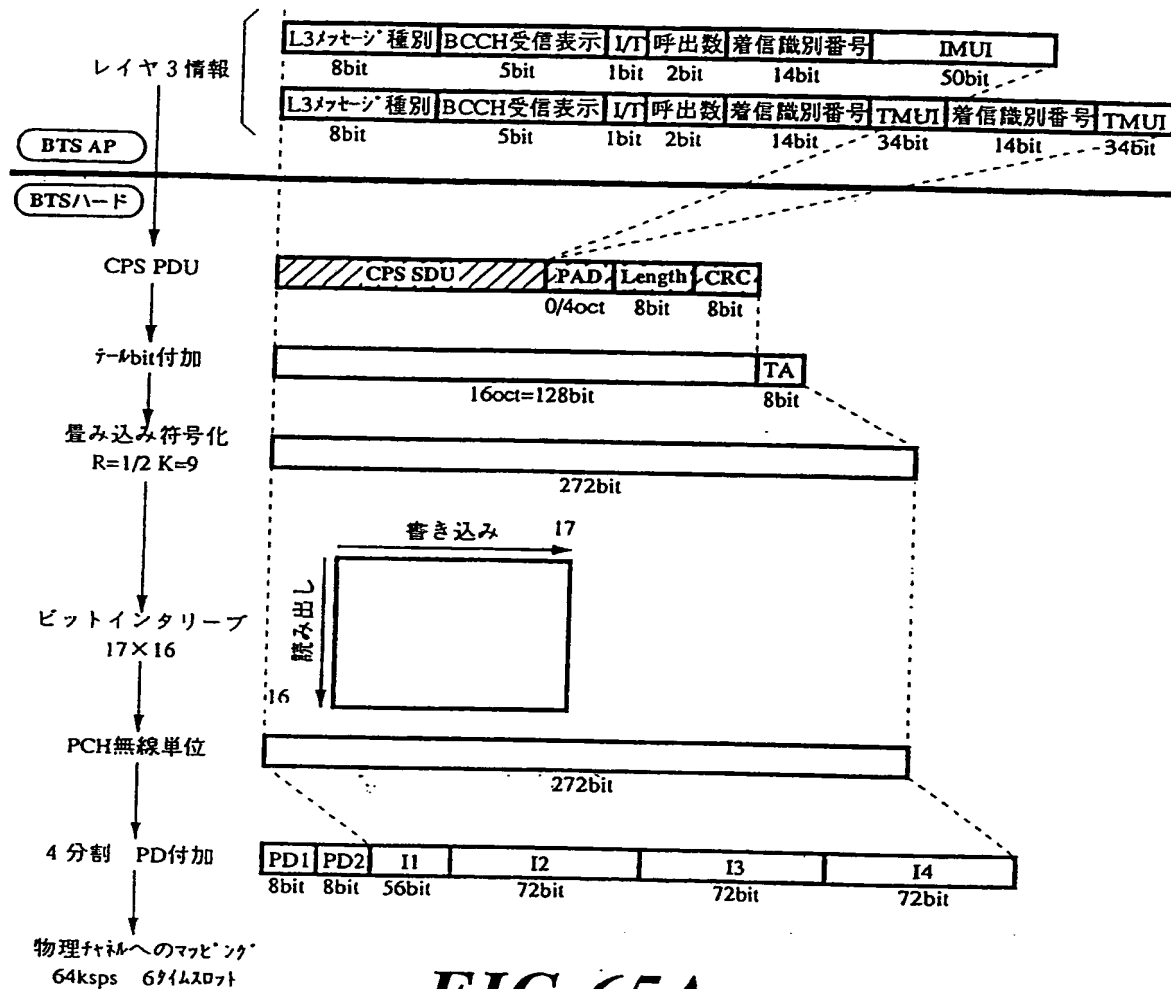 L3メッセージ種別 BCCH受信表示 I/T 呼出数 着信識別番号 IMUI
8bit 5bit 1bit 2bit 14bit 50bit
レイヤ3情報
L3メッセージ種別 BCCH受信表示 I/T 呼出数 着信識別番号 TMUI 着信識別番号 TMUI
8bit 5bit 1bit 2bit 14bit 34bit 14bit 34bit
BTS AP
BTSハード
CPS PDU
CPS SDU PAD Length CRC
0/4oct 8bit 8bit
テールbit付加
TA
16oct=128bit 8bit
畳み込み符号化
R=1/2 K=9
272bit
書き込み 17
読み出し
ビットインタリーブ
17×16
16
PCH無線単位
272bit
4分割 PD付加
PD1 PD2 I1 I2 I3 I4
8bit 8bit 56bit 72bit 72bit 72bit
物理チャネルへのマッピング
64ksps 6タイムスロット
FIG.65A